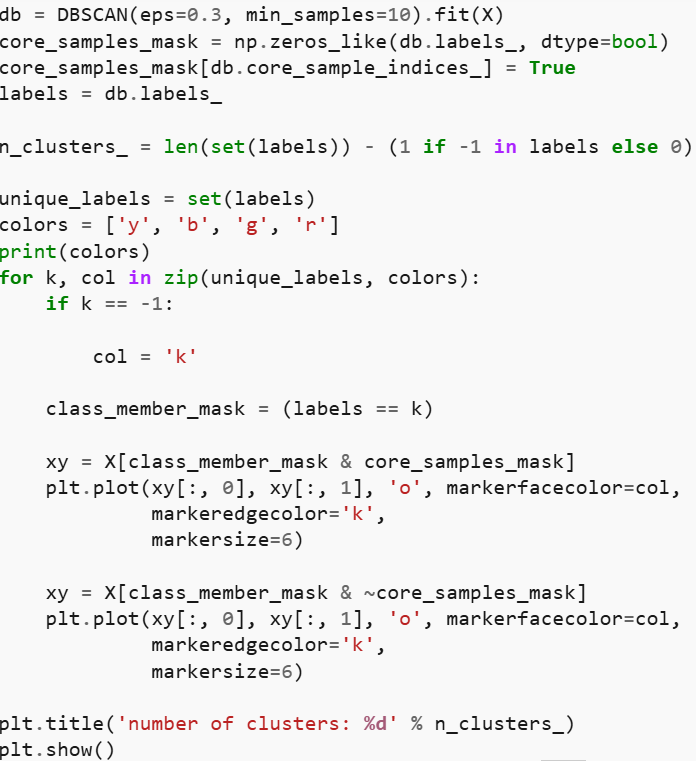 db = DBSCAN(eps=0.3, min_samples=10).fit(X)
core_samples_mask = np.zeros_like(db.labels_, dtype=bool)
core_samples_mask[db.core_sample_indices_] = True
labels = db.labels_

n_clusters_ = len(set(labels)) - (1 if -1 in labels else 0)

unique_labels = set(labels)
colors = ['y', 'b', 'g', 'r']
print(colors)
for k, col in zip(unique_labels, colors):
    if k == -1:

        col = 'k'

    class_member_mask = (labels == k)

    xy = X[class_member_mask & core_samples_mask]
    plt.plot(xy[:, 0], xy[:, 1], 'o', markerfacecolor=col,
             markeredgecolor='k',
             markersize=6)

    xy = X[class_member_mask & ~core_samples_mask]
    plt.plot(xy[:, 0], xy[:, 1], 'o', markerfacecolor=col,
             markeredgecolor='k',
             markersize=6)

plt.title('number of clusters: %d' % n_clusters_)
plt.show()